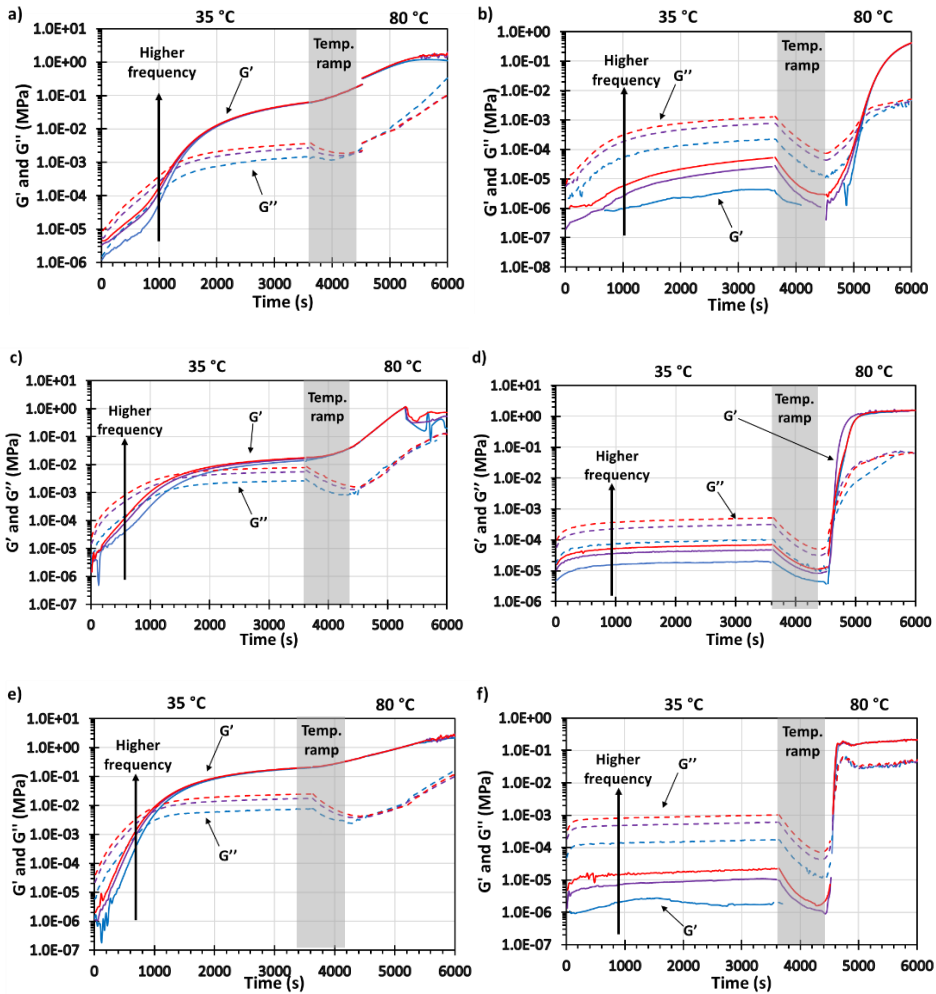 a)
35 °C
80 °C
1.0E+01
1.0E+00
1.0E-01
1.0E-02
1.0E-03
1.0E-04
1.0E-05
1.0E-06
G' and G'' (MPa)
Higher
frequency
G'
G''
Temp.
ramp
0 1000 2000 3000 4000 5000 6000
Time (s)
b)
35 °C
80 °C
1.0E+00
1.0E-01
1.0E-02
1.0E-03
1.0E-04
1.0E-05
1.0E-06
1.0E-07
1.0E-08
G' and G'' (MPa)
Higher
frequency
G''
G'
Temp.
ramp
0 1000 2000 3000 4000 5000 6000
Time (s)
c)
35 °C
80 °C
1.0E+01
1.0E+00
1.0E-01
1.0E-02
1.0E-03
1.0E-04
1.0E-05
1.0E-06
1.0E-07
G' and G'' (MPa)
Higher
frequency
G'
G''
Temp.
ramp
0 1000 2000 3000 4000 5000 6000
Time (s)
d)
35 °C
80 °C
1.0E+01
1.0E+00
1.0E-01
1.0E-02
1.0E-03
1.0E-04
1.0E-05
1.0E-06
G' and G'' (MPa)
Higher
frequency
G'
G''
Temp.
ramp
0 1000 2000 3000 4000 5000 6000
Time (s)
e)
35 °C
80 °C
1.0E+01
1.0E+00
1.0E-01
1.0E-02
1.0E-03
1.0E-04
1.0E-05
1.0E-06
1.0E-07
G' and G'' (MPa)
Higher
frequency
G'
G''
Temp.
ramp
0 1000 2000 3000 4000 5000 6000
Time (s)
f)
35 °C
80 °C
1.0E+00
1.0E-01
1.0E-02
1.0E-03
1.0E-04
1.0E-05
1.0E-06
1.0E-07
G' and G'' (MPa)
Higher
frequency
G''
G'
Temp.
ramp
0 1000 2000 3000 4000 5000 6000
Time (s)